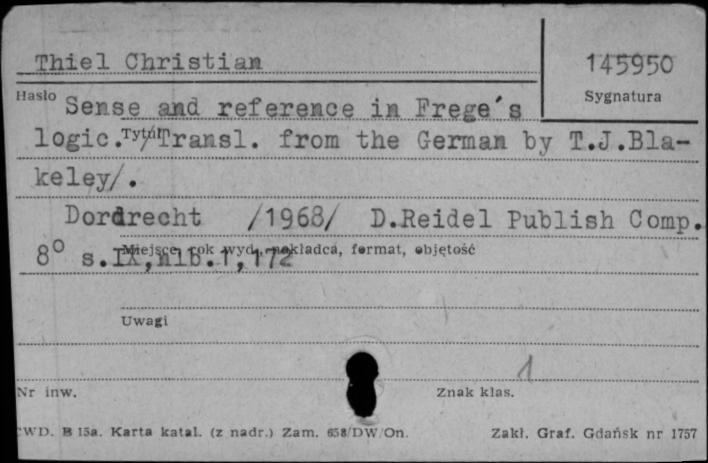 Thiel Christian
145950
Hasło
Sygnatura
Sense and reference in Frege's
logic. Tytuł /Transl. from the German by T.J.Bla-
keley/.
Dordrecht /1968/ D.Reidel Publish Comp.
Miejsce, rok wyd., nakładca, format, objętość
8° s.IX,nlb.1,172
Uwagi
1
Nr inw.
Znak klas.
WD. B 15a. Karta katal. (z nadr.) Zam. 658/DW/On.
Zakł. Graf. Gdańsk nr 1757